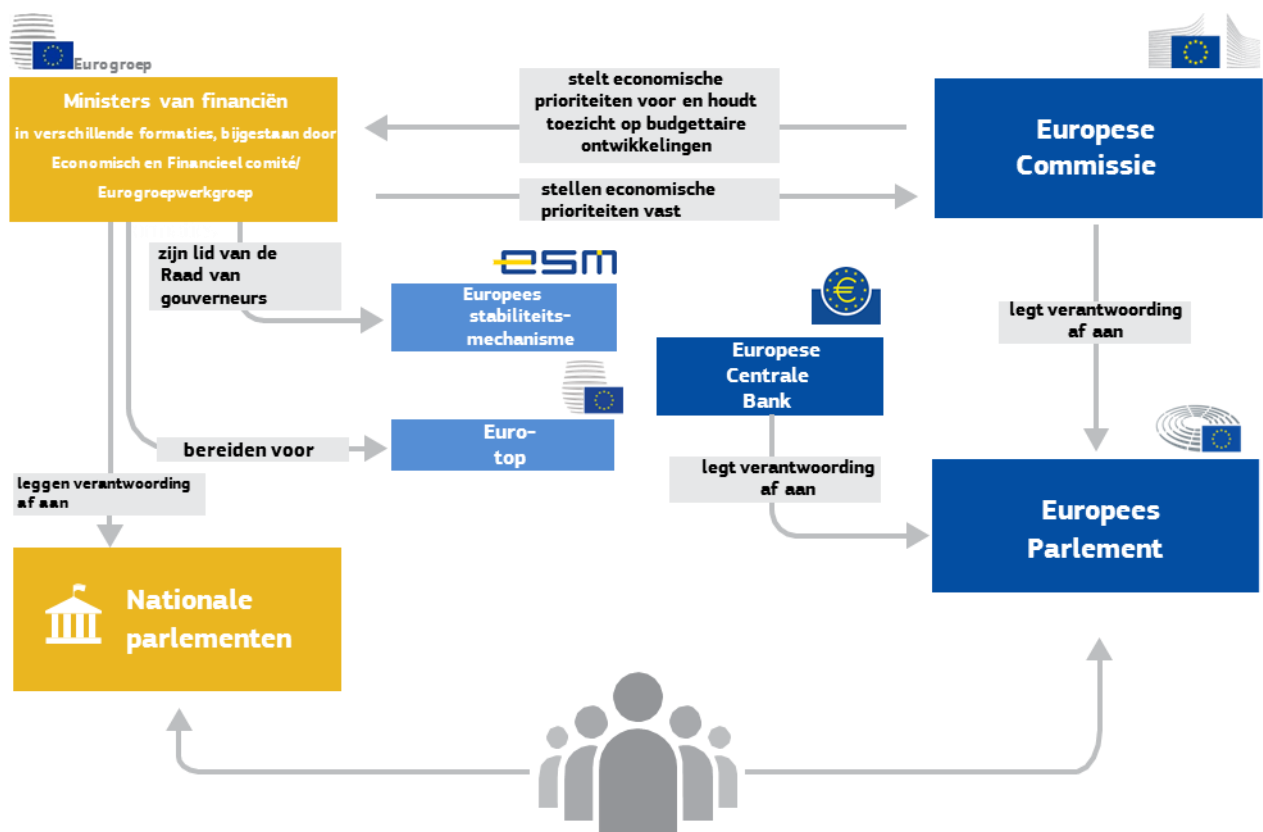 Eurogroep
Ministers van financiën
in verschillende formaties, bijgestaan door
Economisch en Financieel comité/
Eurogroepwerkgroep
stelt economische
prioriteiten voor en houdt
toezicht op budgettaire
ontwikkelingen
Europese
Commissie
stellen economische
prioriteiten vast
zijn lid van de
Raad van
gouverneurs
esm
Europees
stabiliteits-
mechanisme
€
legt verantwoording
af aan
Europese
Centrale
Bank
Euro-
top
bereiden voor
legt verantwoording
af aan
leggen verantwoording
af aan
Europees
Parlement
Nationale
parlementen